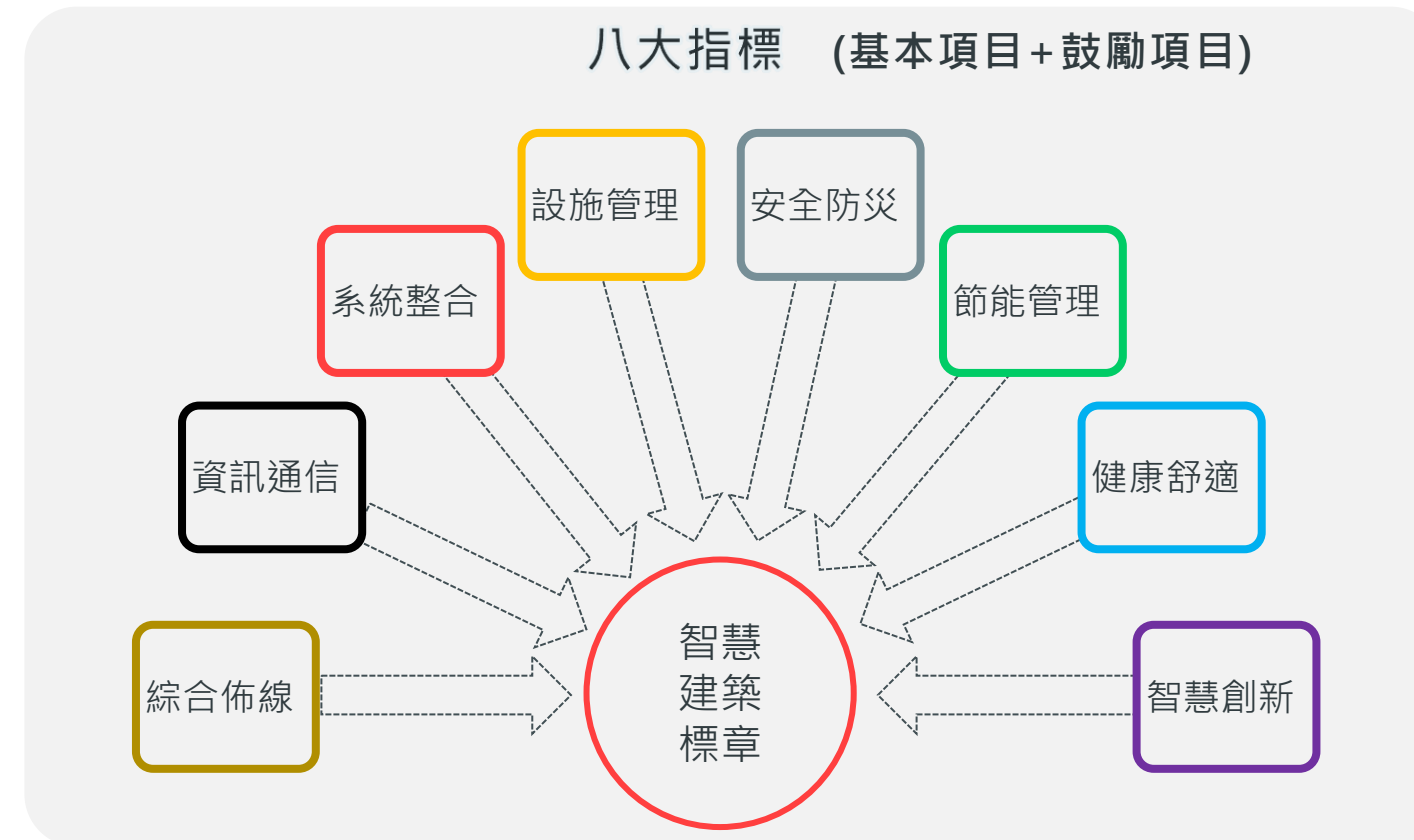 八大指標 (基本項目+鼓勵項目)
設施管理
安全防災
系統整合
節能管理
資訊通信
健康舒適
綜合佈線
智慧創新
智慧
建築
標章